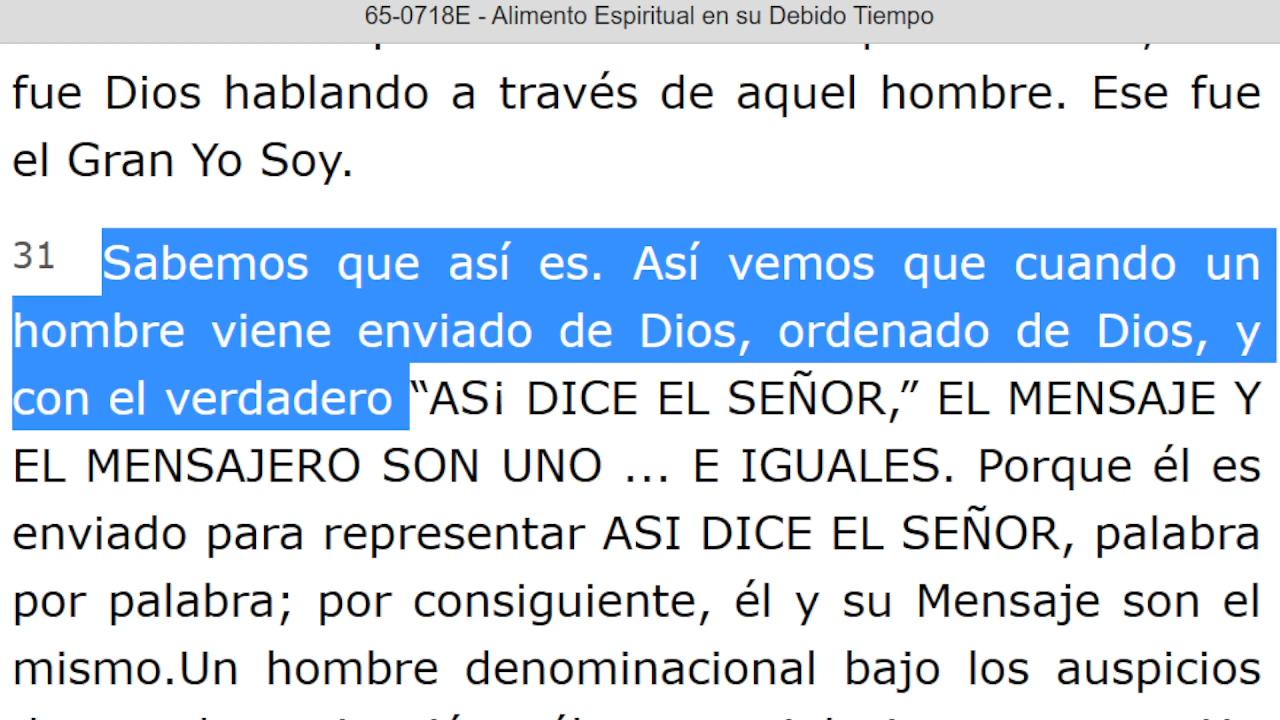 65-0718E - Alimento Espiritual en su Debido Tiempo
fue Dios hablando a través de aquel hombre. Ese fue
el Gran Yo Soy.
31 Sabemos que así es. Así vemos que cuando un
hombre viene enviado de Dios, ordenado de Dios, y
con el verdadero “ASi DICE EL SEÑOR,” EL MENSAJE Y
EL MENSAJERO SON UNO ... E IGUALES. Porque él es
enviado para representar ASI DICE EL SEÑOR, palabra
por palabra; por consiguiente, él y su Mensaje son el
mismo.Un hombre denominacional bajo los auspicios